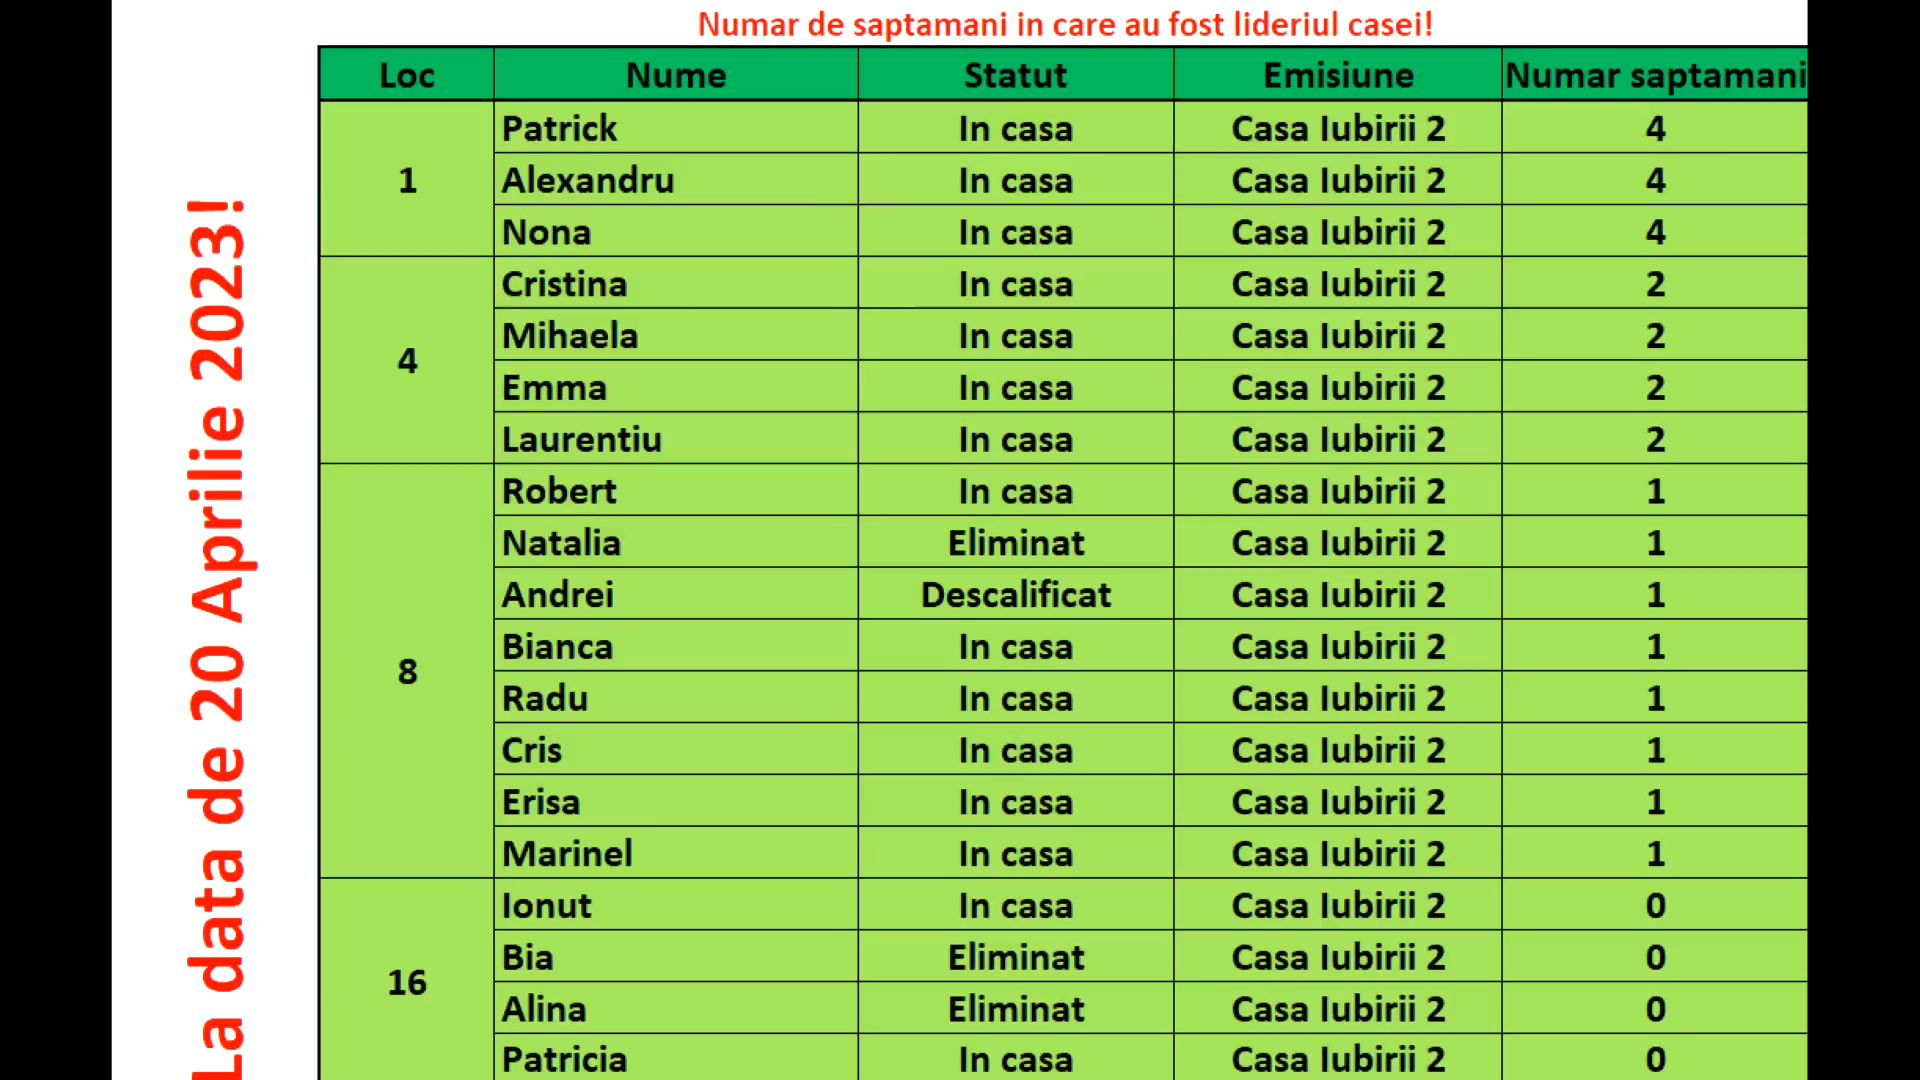 Numar de saptamani in care au fost lideriul casei!
La data de 20 Aprilie 2023!
Loc Nume Statut Emisiune Numar saptamani
1 Patrick In casa Casa Iubirii 2 4
Alexandru In casa Casa Iubirii 2 4
Nona In casa Casa Iubirii 2 4
4 Cristina In casa Casa Iubirii 2 2
Mihaela In casa Casa Iubirii 2 2
Emma In casa Casa Iubirii 2 2
Laurentiu In casa Casa Iubirii 2 2
8 Robert In casa Casa Iubirii 2 1
Natalia Eliminat Casa Iubirii 2 1
Andrei Descalificat Casa Iubirii 2 1
Bianca In casa Casa Iubirii 2 1
Radu In casa Casa Iubirii 2 1
Cris In casa Casa Iubirii 2 1
Erisa In casa Casa Iubirii 2 1
Marinel In casa Casa Iubirii 2 1
16 Ionut In casa Casa Iubirii 2 0
Bia Eliminat Casa Iubirii 2 0
Alina Eliminat Casa Iubirii 2 0
Patricia In casa Casa Iubirii 2 0